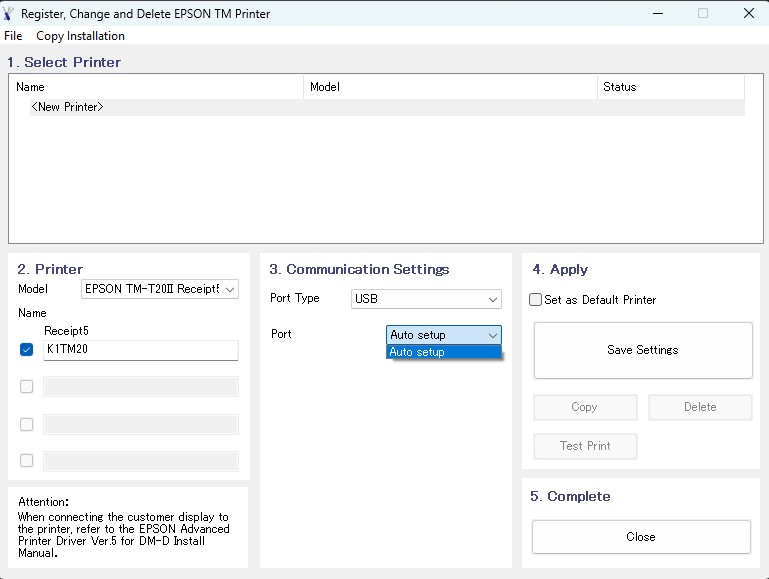 Register, Change and Delete EPSON TM Printer
File Copy Installation
1. Select Printer
Name Model Status
<New Printer>
2. Printer
Model EPSON TM-T20II Receipt5
Name
Receipt5
K1TM20
Attention:
When connecting the customer display to
the printer, refer to the EPSON Advanced
Printer Driver Ver.5 for DM-D Install
Manual.
3. Communication Settings
Port Type USB
Port Auto setup
Auto setup
4. Apply
Set as Default Printer
Save Settings
Copy Delete
Test Print
5. Complete
Close